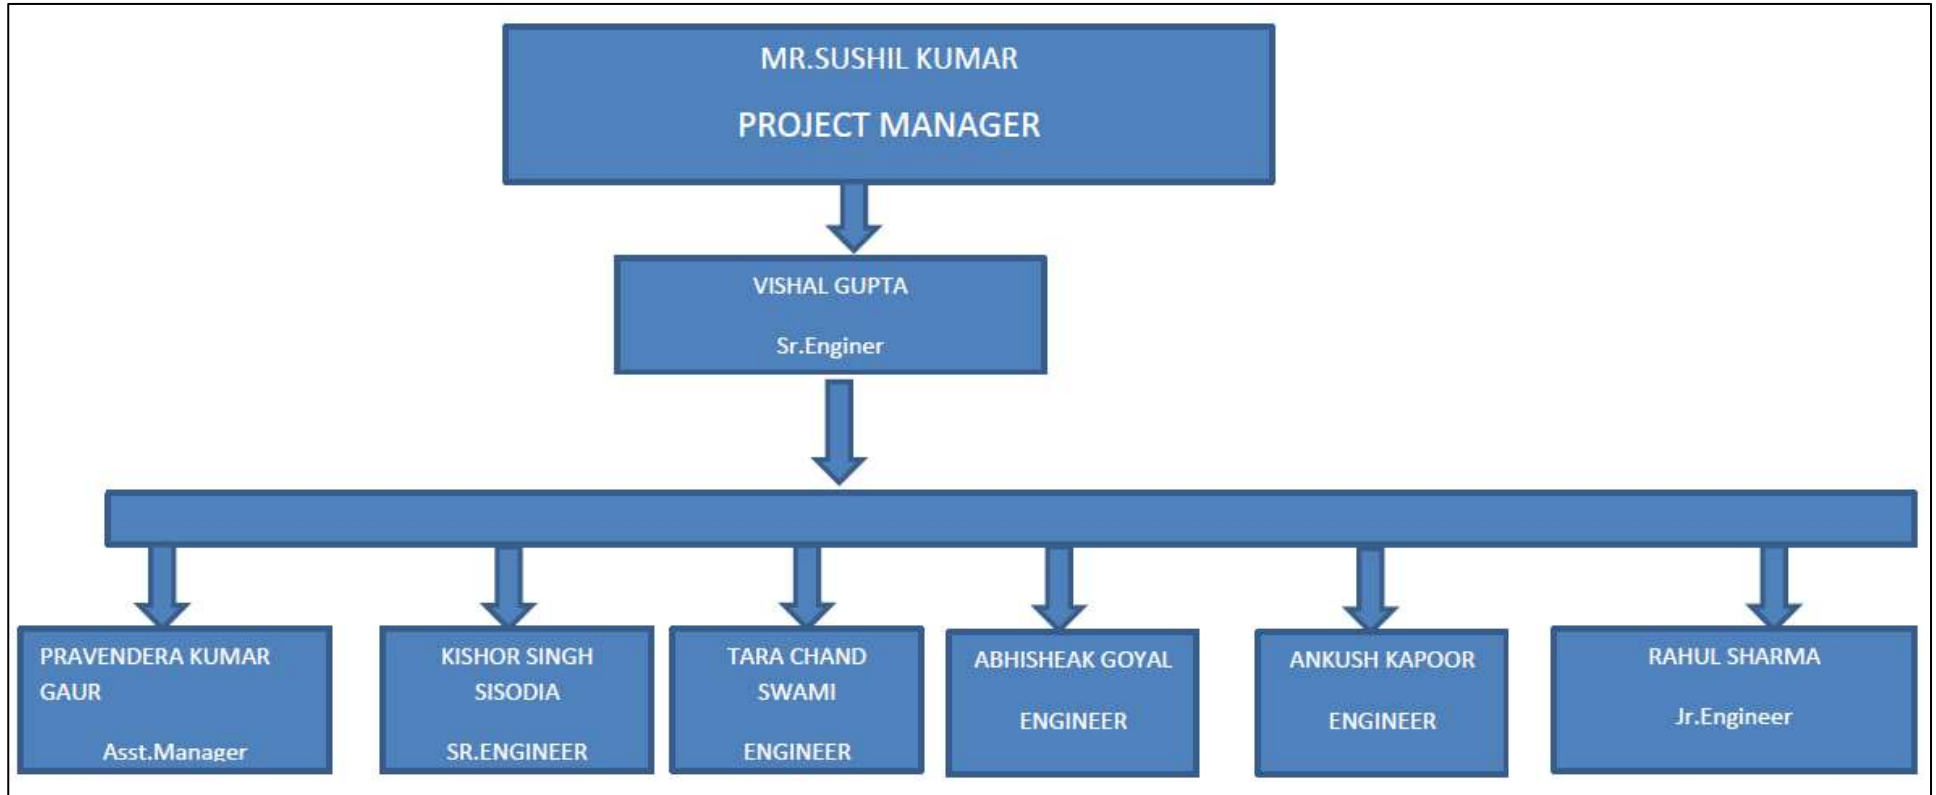 MR.SUSHIL KUMAR
PROJECT MANAGER
VISHAL GUPTA
Sr.Enginer
PRAVENDERA KUMAR
GAUR
Asst.Manager
KISHOR SINGH
SISODIA
SR.ENGINEER
TARA CHAND
SWAMI
ENGINEER
ABHISHEAK GOYAL
ENGINEER
ANKUSH KAPOOR
ENGINEER
RAHUL SHARMA
Jr.Engineer